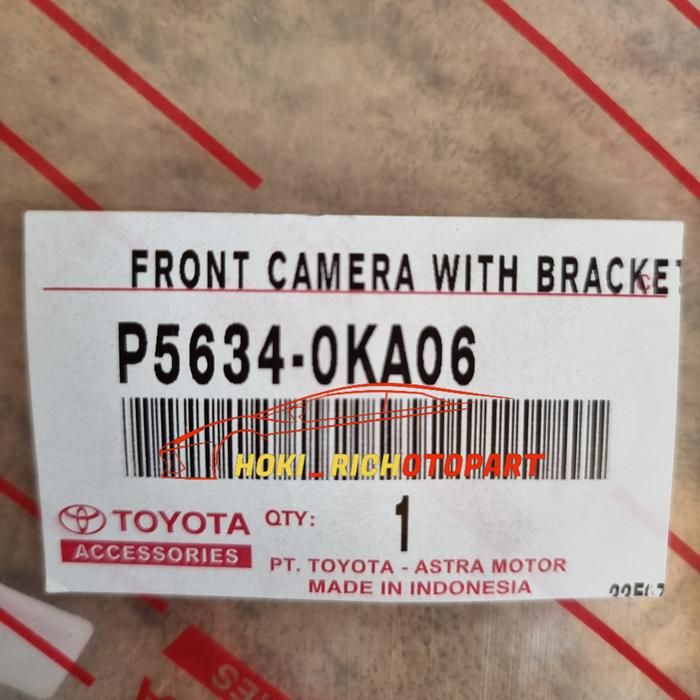 FRONT CAMERA WITH BRACKET
P5634-0KA06
HOKI_RICHOTOPART
TOYOTA
ACCESSORIES
QTY: 1
PT. TOYOTA - ASTRA MOTOR
MADE IN INDONESIA